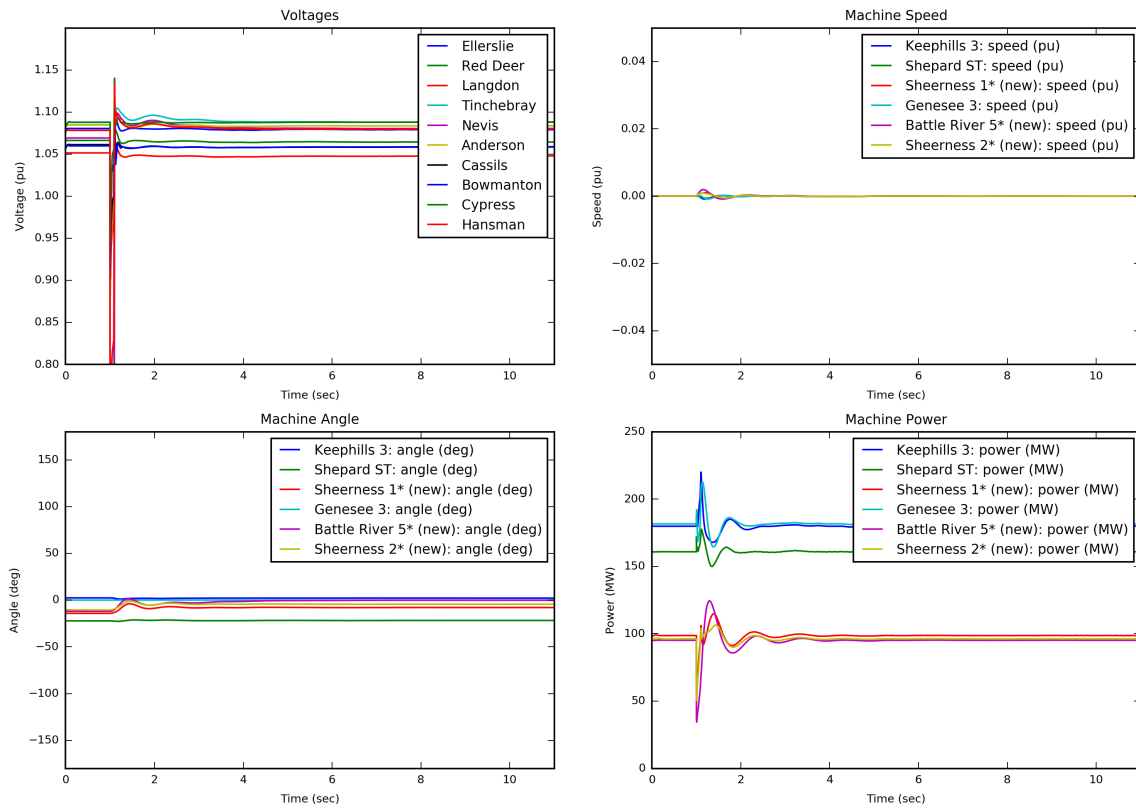 Voltages
1.15
1.10
1.05
1.00
0.95
0.90
0.85
0.80
Voltage (pu)
Ellerslie
Red Deer
Langdon
Tinchebray
Nevis
Anderson
Cassils
Bowmanton
Cypress
Hansman
0 2 4 6 8 10
Time (sec)
Machine Speed
0.04
0.02
0.00
−0.02
−0.04
Speed (pu)
Keephills 3: speed (pu)
Shepard ST: speed (pu)
Sheerness 1* (new): speed (pu)
Genesee 3: speed (pu)
Battle River 5* (new): speed (pu)
Sheerness 2* (new): speed (pu)
0 2 4 6 8 10
Time (sec)
Machine Angle
150
100
50
0
−50
−100
−150
Angle (deg)
Keephills 3: angle (deg)
Shepard ST: angle (deg)
Sheerness 1* (new): angle (deg)
Genesee 3: angle (deg)
Battle River 5* (new): angle (deg)
Sheerness 2* (new): angle (deg)
0 2 4 6 8 10
Time (sec)
Machine Power
250
200
150
100
50
0
Power (MW)
Keephills 3: power (MW)
Shepard ST: power (MW)
Sheerness 1* (new): power (MW)
Genesee 3: power (MW)
Battle River 5* (new): power (MW)
Sheerness 2* (new): power (MW)
0 2 4 6 8 10
Time (sec)